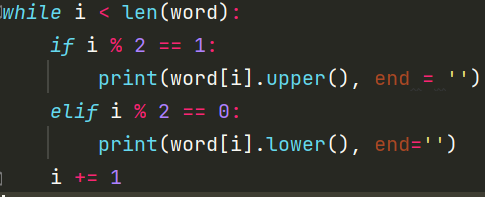 while i < len(word):
    if i % 2 == 1:
        print(word[i].upper(), end = '')
    elif i % 2 == 0:
        print(word[i].lower(), end='')
    i += 1